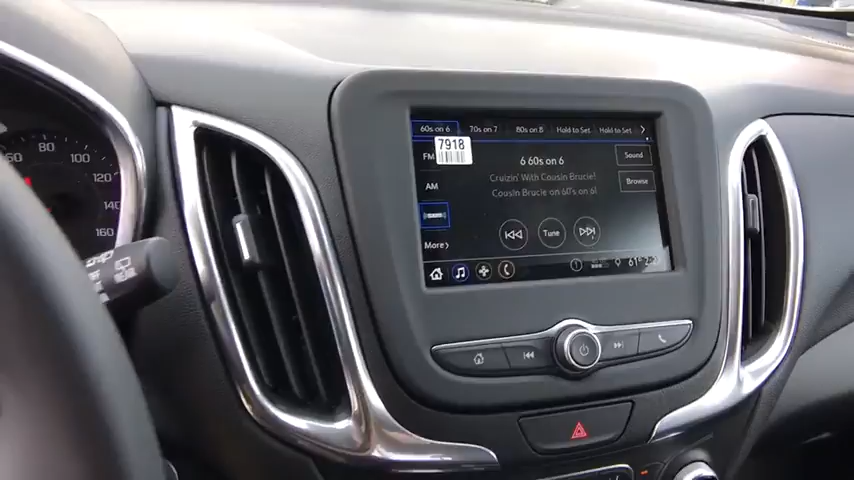 60s on 6 70s on 7 80s on 8 Hold to Set Hold to Set
7918
FM
6 60s on 6
Sound
Cruizin' With Cousin Brucie!
AM
Browse
Cousin Brucie on 60's on 6!
Tune
More
60 80 100 120 140 160
REAR